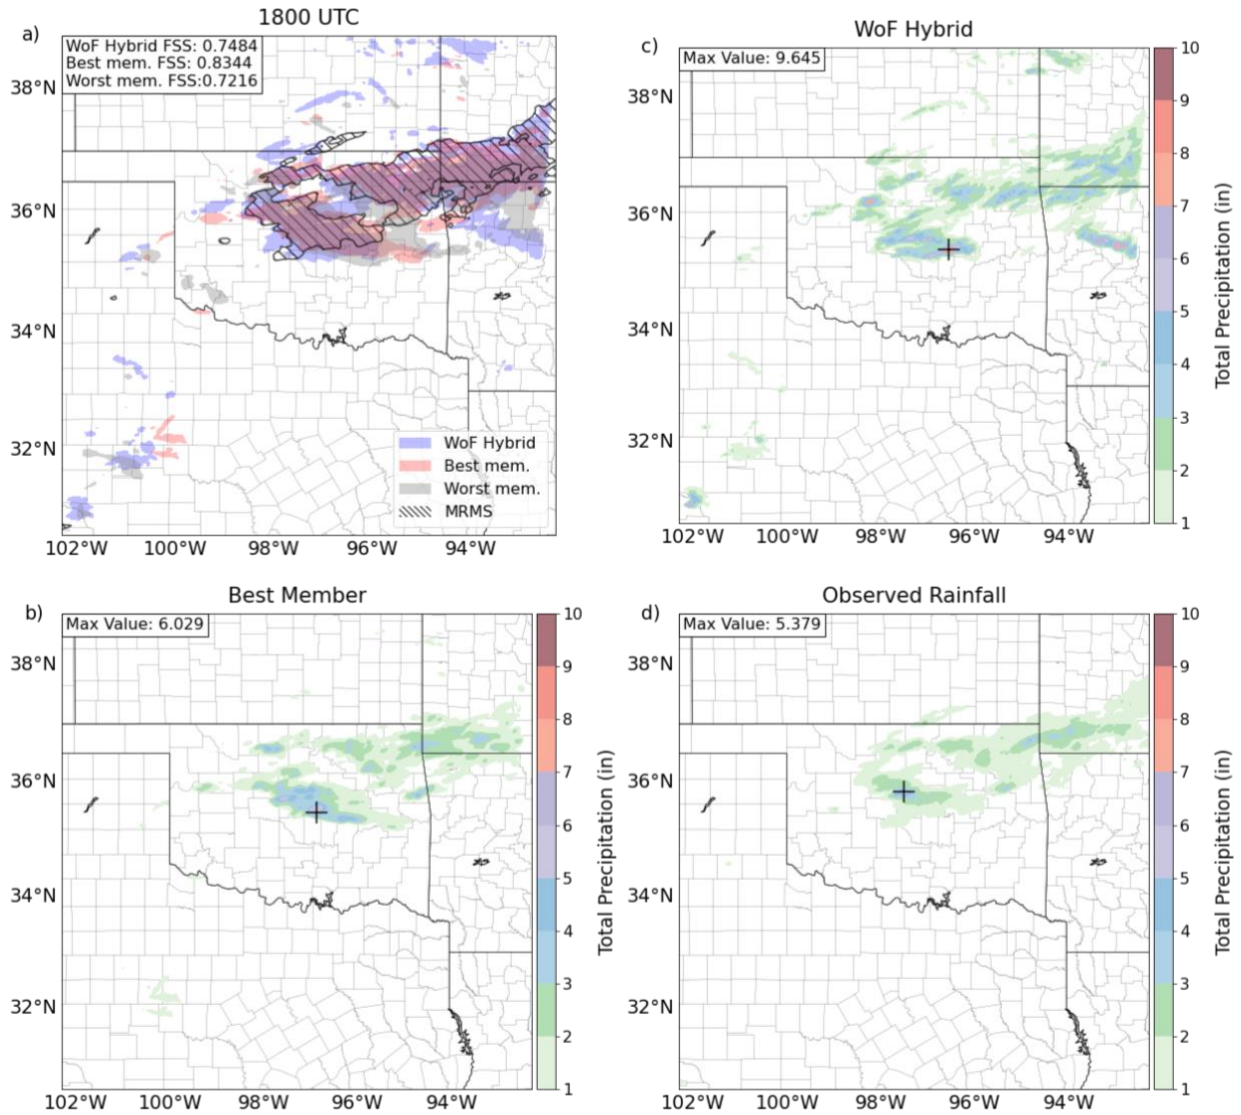 1800 UTC
a)
WoF Hybrid FSS: 0.7484
Best mem. FSS: 0.8344
Worst mem. FSS:0.7216
38°N
36°N
34°N
32°N
WoF Hybrid
Best mem.
Worst mem.
MRMS
102°W 100°W 98°W 96°W 94°W
WoF Hybrid
c)
Max Value: 9.645
38°N
36°N
34°N
32°N
102°W 100°W 98°W 96°W 94°W
10
9
8
7
6
5
4
3
2
1
Total Precipitation (in)
Best Member
b)
Max Value: 6.029
38°N
36°N
34°N
32°N
102°W 100°W 98°W 96°W 94°W
10
9
8
7
6
5
4
3
2
1
Total Precipitation (in)
Observed Rainfall
d)
Max Value: 5.379
38°N
36°N
34°N
32°N
102°W 100°W 98°W 96°W 94°W
10
9
8
7
6
5
4
3
2
1
Total Precipitation (in)